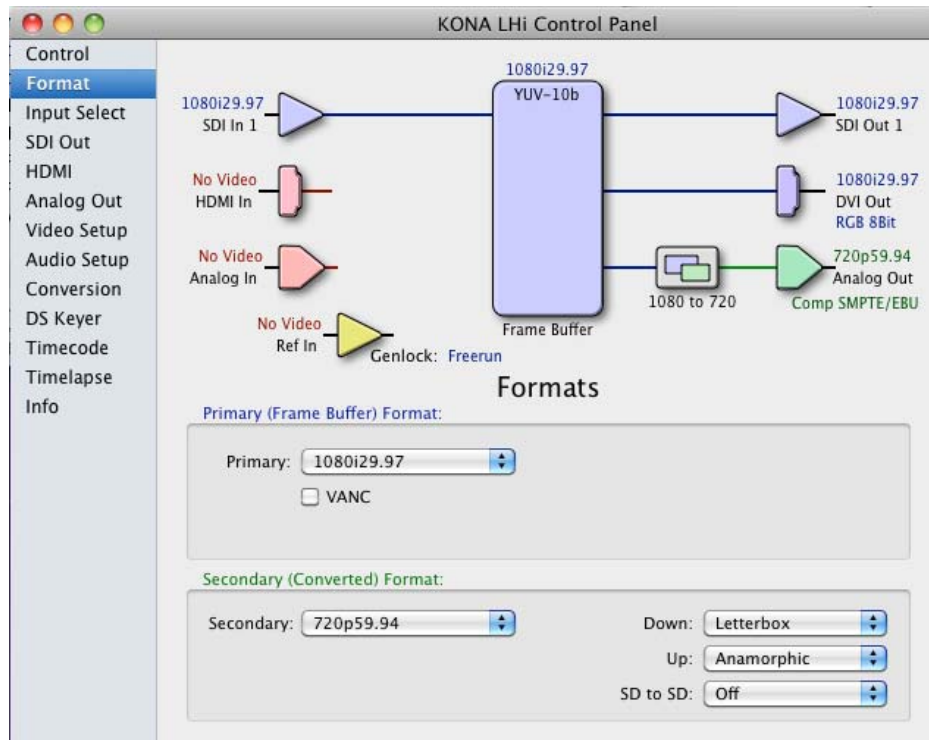 KONA LHi Control Panel
Control
Format
Input Select
SDI Out
HDMI
Analog Out
Video Setup
Audio Setup
Conversion
DS Keyer
Timecode
Timelapse
Info
1080i29.97
YUV-10b
1080i29.97
SDI In 1
1080i29.97
SDI Out 1
No Video
HDMI In
1080i29.97
DVI Out
RGB 8Bit
No Video
Analog In
1080 to 720
720p59.94
Analog Out
Comp SMPTE/EBU
No Video
Ref In
Genlock: Freerun
Frame Buffer
Formats
Primary (Frame Buffer) Format:
Primary: 1080i29.97
VANC
Secondary (Converted) Format:
Secondary: 720p59.94
Down: Letterbox
Up: Anamorphic
SD to SD: Off